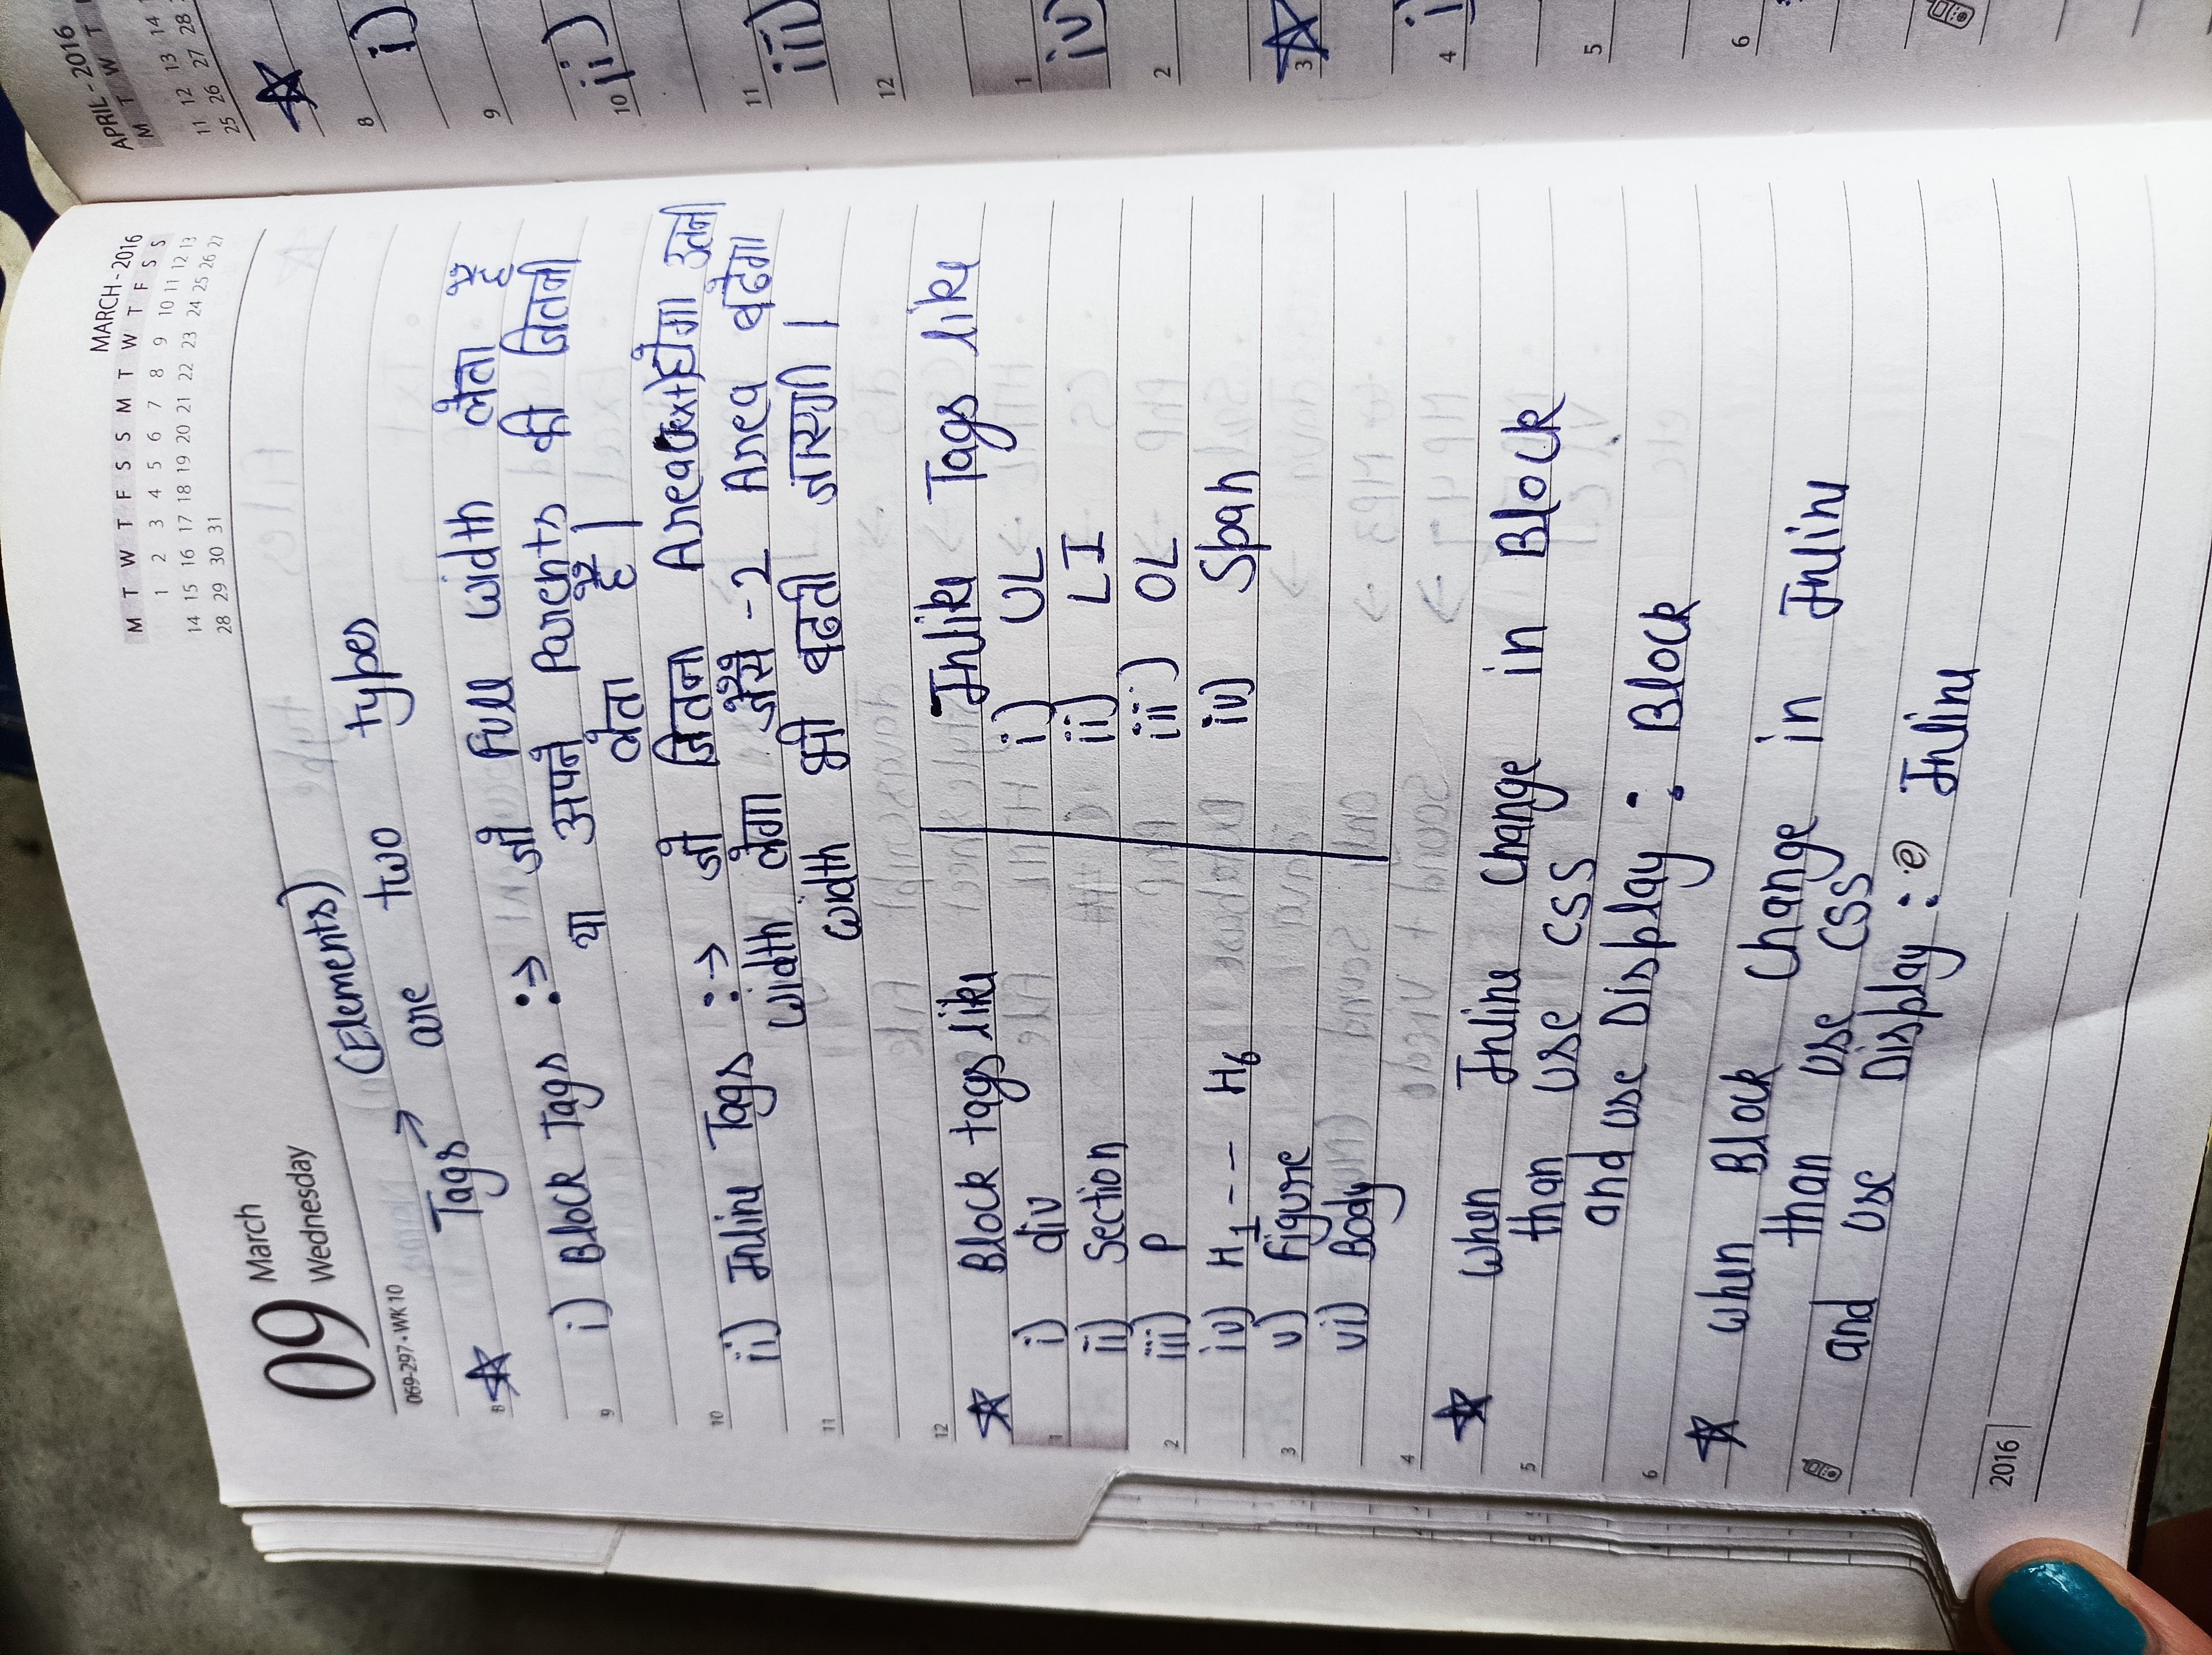 09 March
Wednesday
069-297 • WK 10
MARCH - 2016
M T W T F S S M T W T F S S
1 2 3 4 5 6 7 8 9 10 11 12 13
14 15 16 17 18 19 20 21 22 23 24 25 26 27
28 29 30 31
(Elements)
Tags → are two types
i) Block Tags :→ जो Full width लेता है
या अपने Parents की जितनी
लेता है।
ii) Inline Tags :→ जो जितना Area(text)होगा उतना
width लेगा जैसे -2 Area बढेगा
width भी बढती जाएगी।
Block tags like
i) div
ii) Section
iii) P
iv) H1 --- H6
v) Figure
vi) Body
Inlike Tags like
i) UL
ii) LI
iii) OL
iv) Span
When Inline Change in Block
than use CSS
and use Display : Block
When Block Change in Inline
than use CSS
and use Display : Inline
8
9
10
11
12
1
2
3
4
5
6
2016
APRIL - 2016
M T W T
11 12 13 14
25 26 27 28
8 i)
9
10 ii)
11 iii)
12
1 iv)
2
3
4
5
6